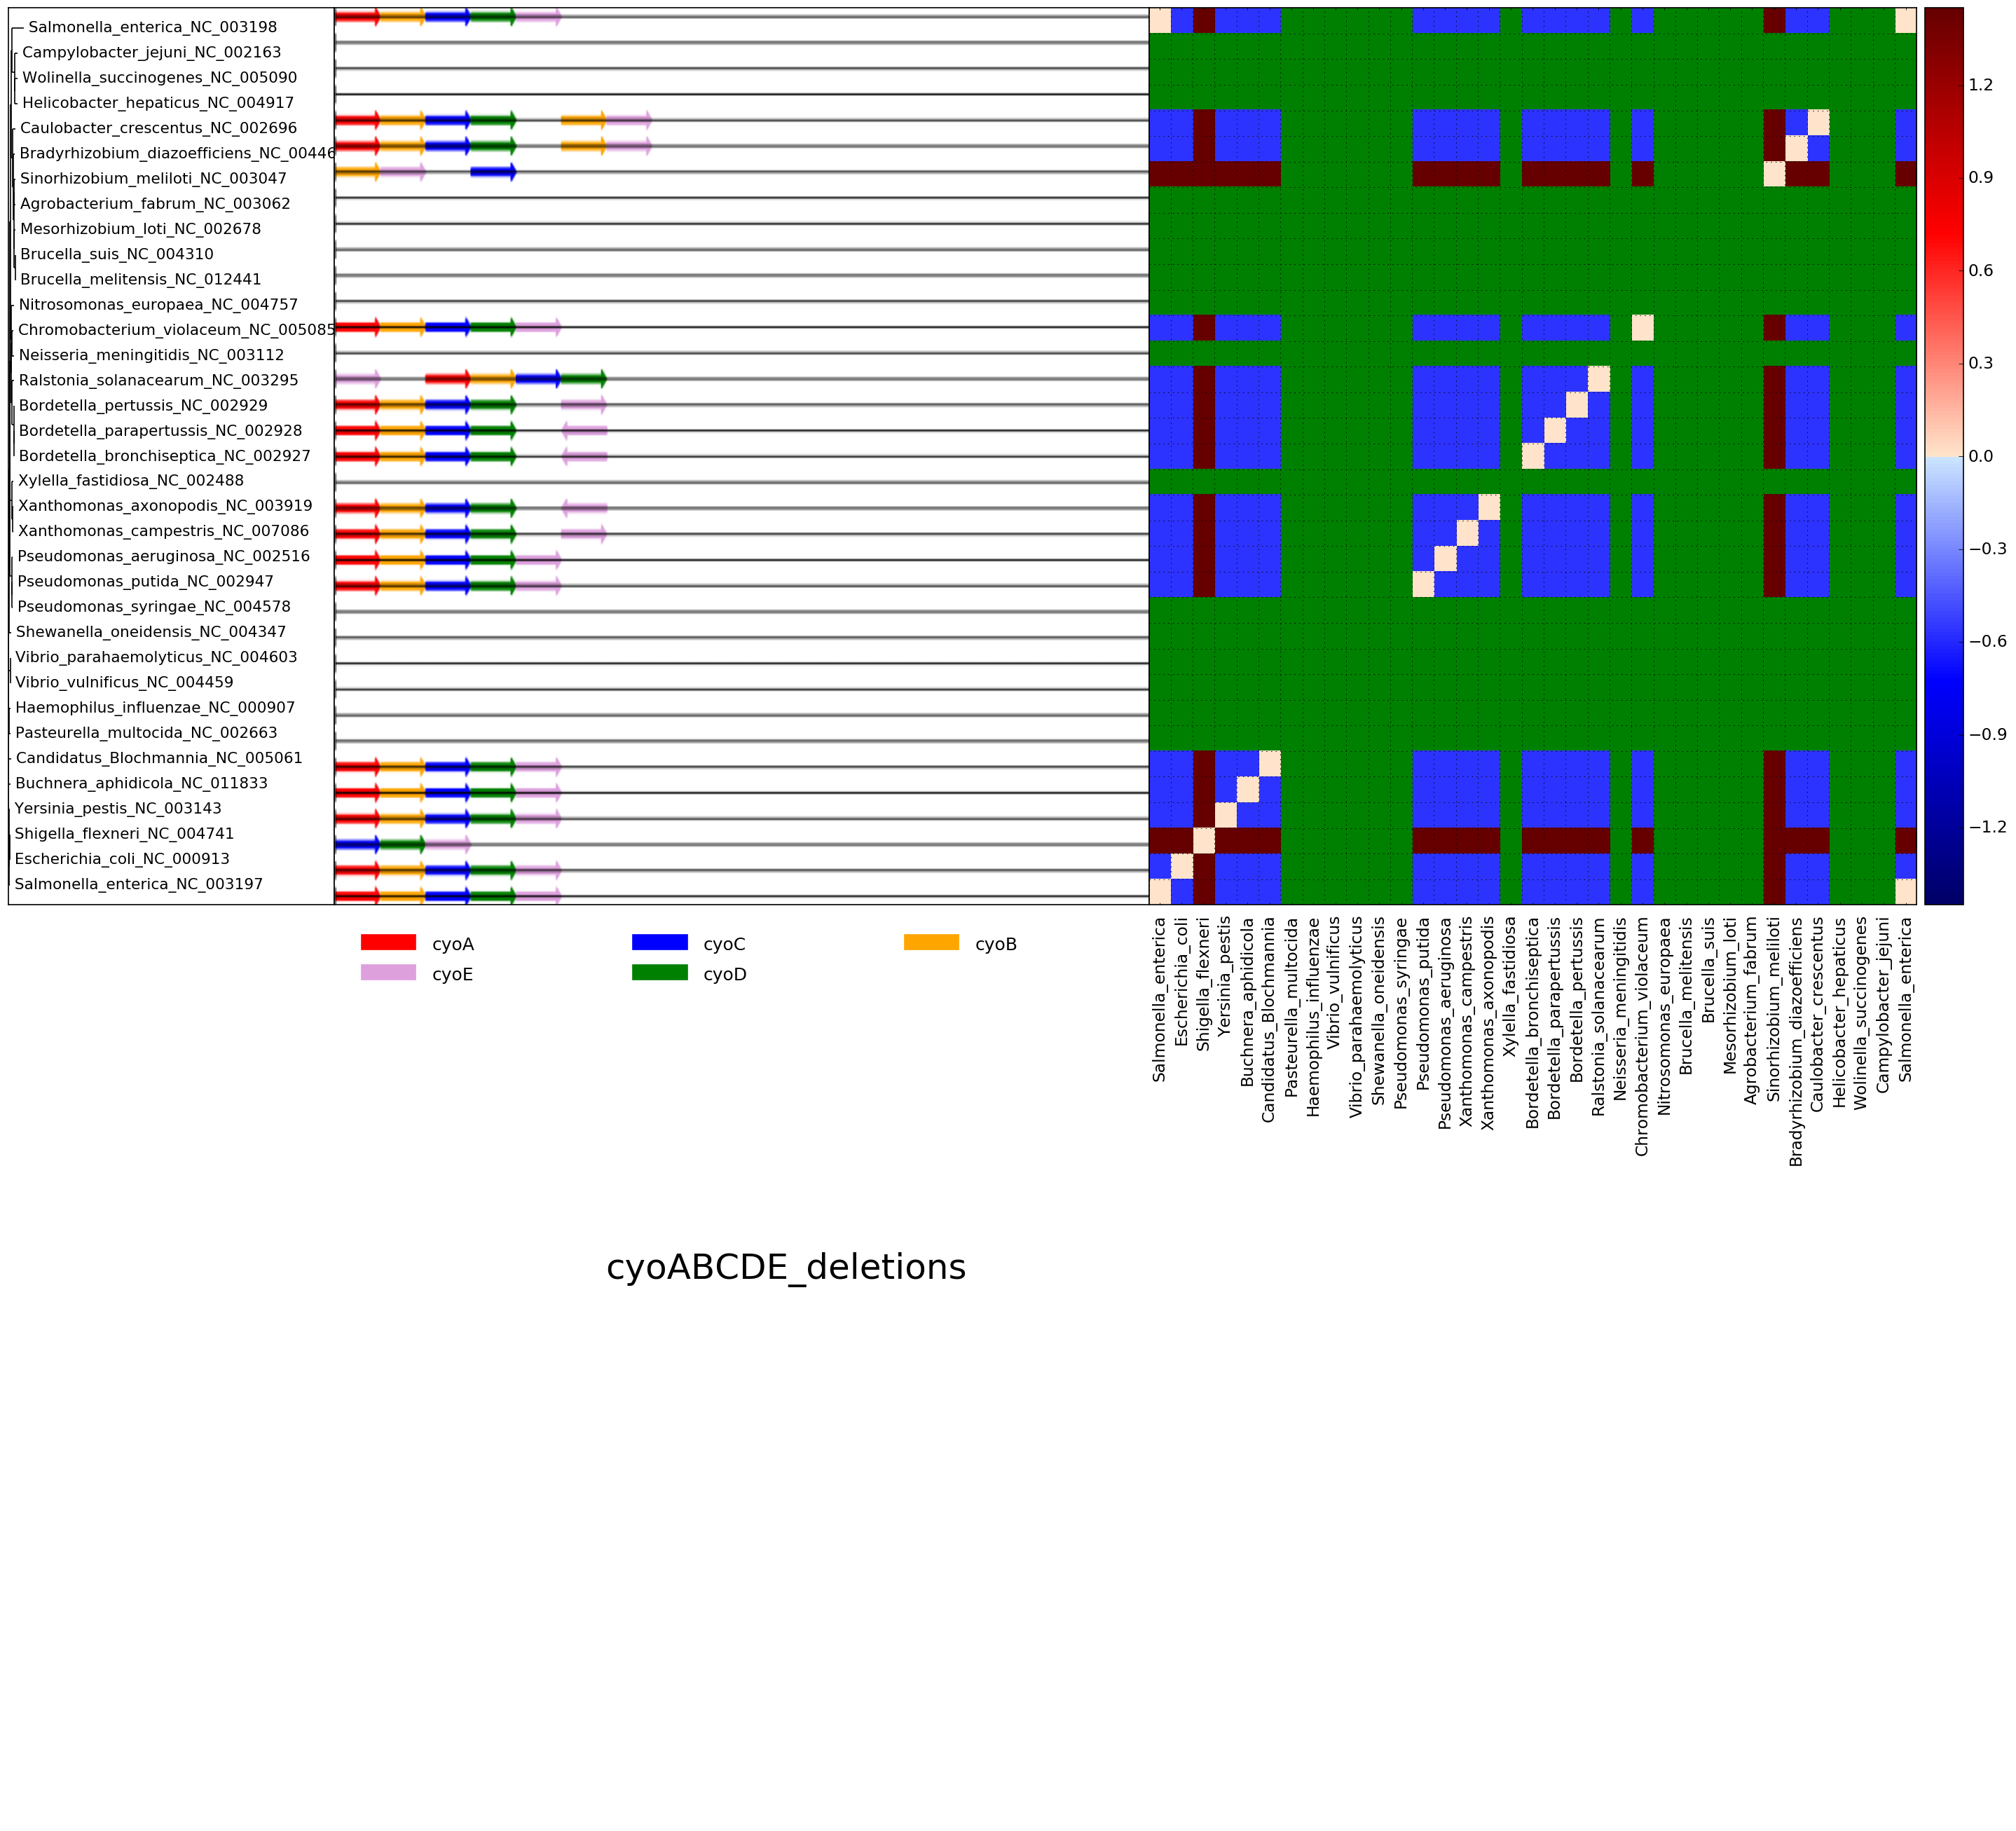 Salmonella_enterica_NC_003198
Campylobacter_jejuni_NC_002163
Wolinella_succinogenes_NC_005090
Helicobacter_hepaticus_NC_004917
Caulobacter_crescentus_NC_002696
Bradyrhizobium_diazoefficiens_NC_00446
Sinorhizobium_meliloti_NC_003047
Agrobacterium_fabrum_NC_003062
Mesorhizobium_loti_NC_002678
Brucella_suis_NC_004310
Brucella_melitensis_NC_012441
Nitrosomonas_europaea_NC_004757
Chromobacterium_violaceum_NC_005085
Neisseria_meningitidis_NC_003112
Ralstonia_solanacearum_NC_003295
Bordetella_pertussis_NC_002929
Bordetella_parapertussis_NC_002928
Bordetella_bronchiseptica_NC_002927
Xylella_fastidiosa_NC_002488
Xanthomonas_axonopodis_NC_003919
Xanthomonas_campestris_NC_007086
Pseudomonas_aeruginosa_NC_002516
Pseudomonas_putida_NC_002947
Pseudomonas_syringae_NC_004578
Shewanella_oneidensis_NC_004347
Vibrio_parahaemolyticus_NC_004603
Vibrio_vulnificus_NC_004459
Haemophilus_influenzae_NC_000907
Pasteurella_multocida_NC_002663
Candidatus_Blochmannia_NC_005061
Buchnera_aphidicola_NC_011833
Yersinia_pestis_NC_003143
Shigella_flexneri_NC_004741
Escherichia_coli_NC_000913
Salmonella_enterica_NC_003197
1.2
0.9
0.6
0.3
0.0
−0.3
−0.6
−0.9
−1.2
Salmonella_enterica
Escherichia_coli
Shigella_flexneri
Yersinia_pestis
Buchnera_aphidicola
Candidatus_Blochmannia
Pasteurella_multocida
Haemophilus_influenzae
Vibrio_vulnificus
Vibrio_parahaemolyticus
Shewanella_oneidensis
Pseudomonas_syringae
Pseudomonas_putida
Pseudomonas_aeruginosa
Xanthomonas_campestris
Xanthomonas_axonopodis
Xylella_fastidiosa
Bordetella_bronchiseptica
Bordetella_parapertussis
Bordetella_pertussis
Ralstonia_solanacearum
Neisseria_meningitidis
Chromobacterium_violaceum
Nitrosomonas_europaea
Brucella_melitensis
Brucella_suis
Mesorhizobium_loti
Agrobacterium_fabrum
Sinorhizobium_meliloti
Bradyrhizobium_diazoefficiens
Caulobacter_crescentus
Helicobacter_hepaticus
Wolinella_succinogenes
Campylobacter_jejuni
Salmonella_enterica
cyoA cyoC cyoB
cyoE cyoD
cyoABCDE_deletions